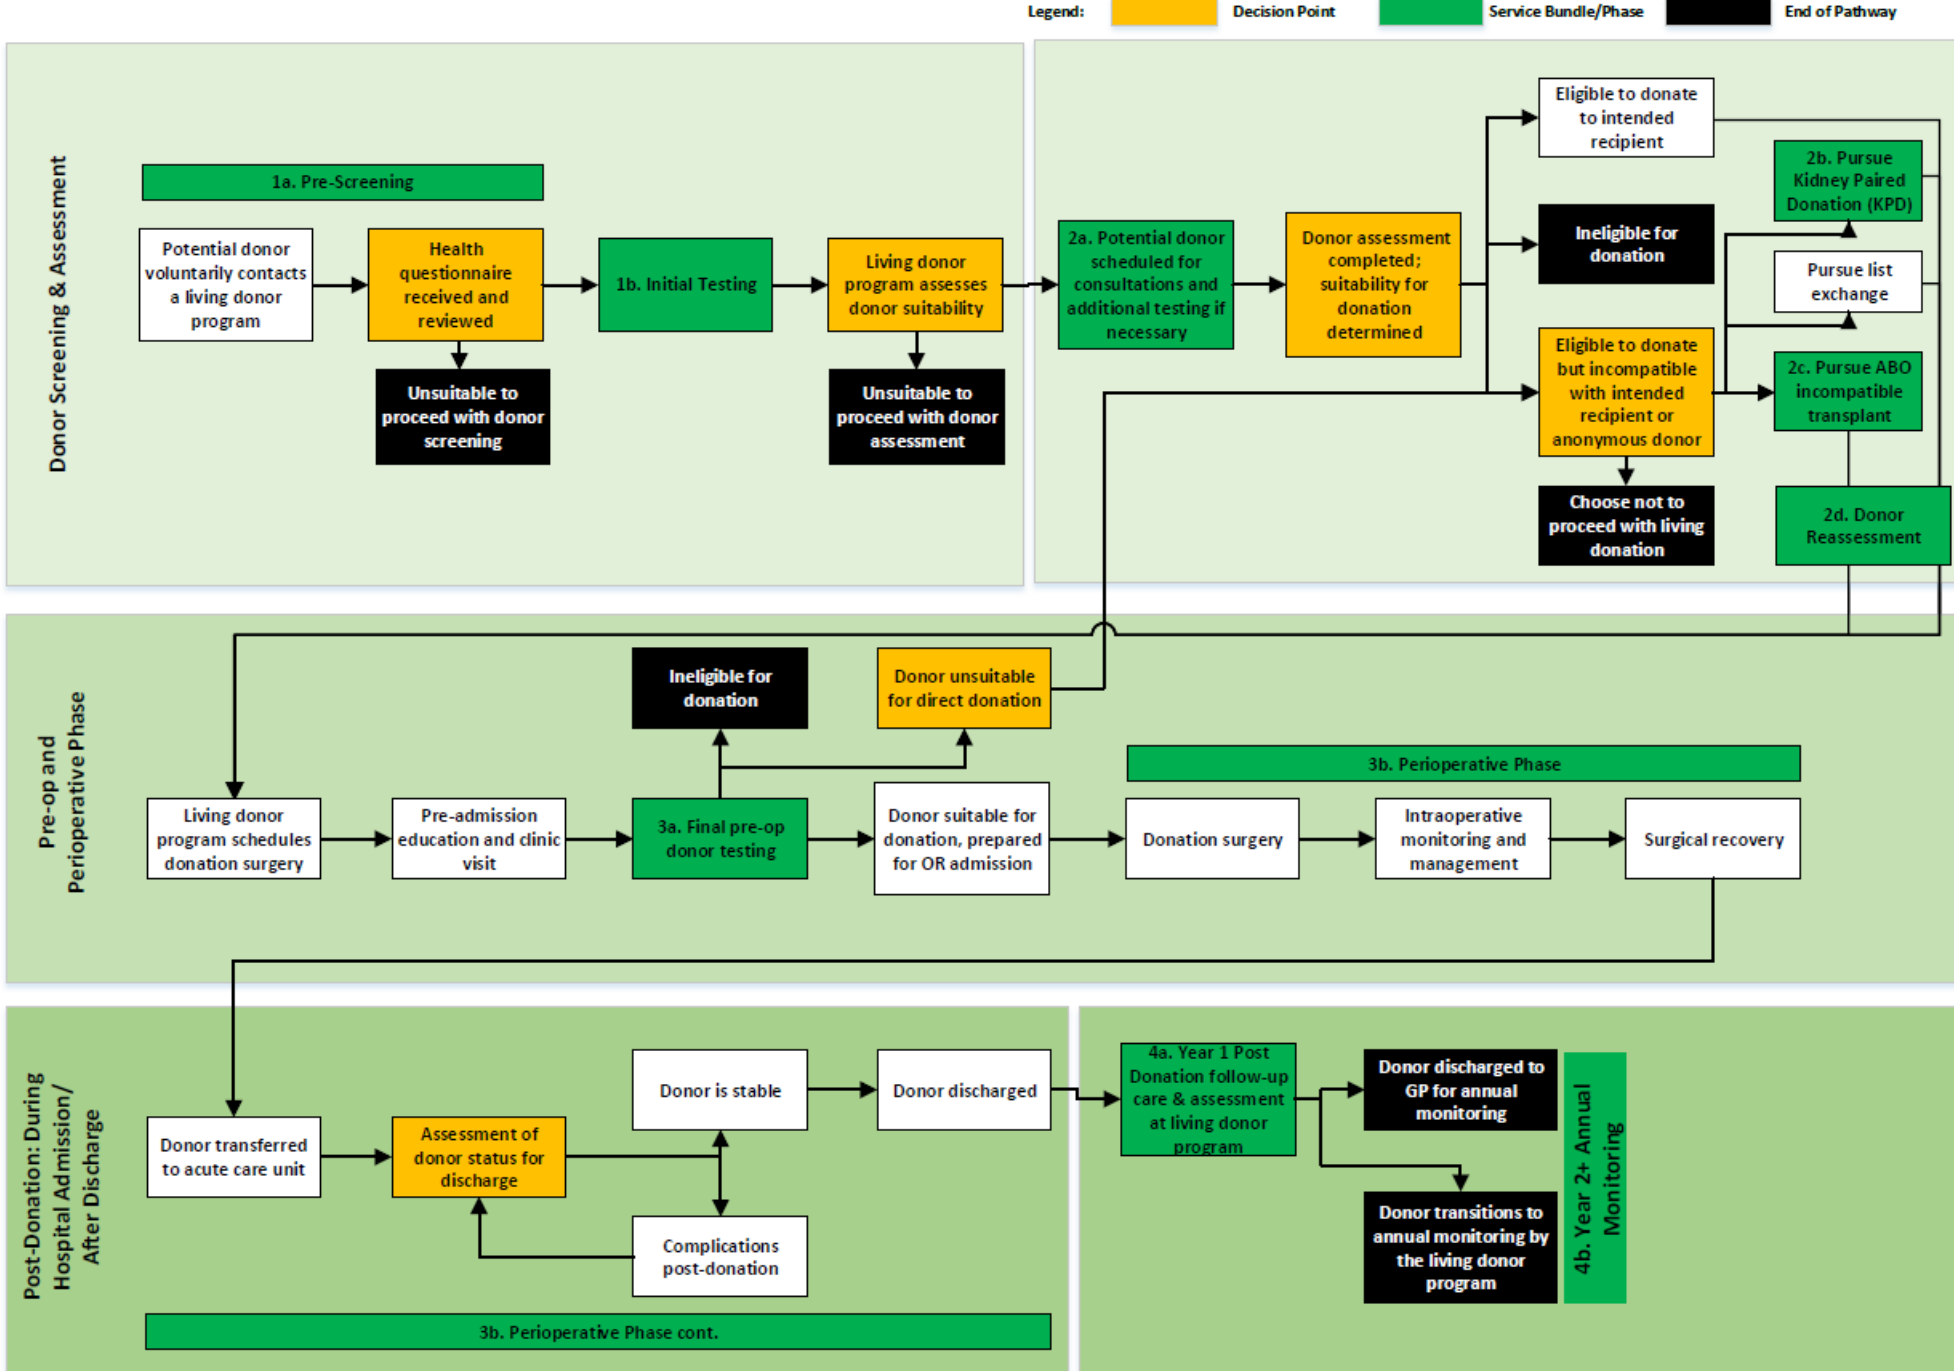 Legend:
Decision Point
Service Bundle/Phase
End of Pathway
Donor Screening & Assessment
1a. Pre-Screening
Potential donor
voluntarily contacts
a living donor
program
Health
questionnaire
received and
reviewed
Unsuitable to
proceed with donor
screening
1b. Initial Testing
Living donor
program assesses
donor suitability
Unsuitable to
proceed with donor
assessment
2a. Potential donor
scheduled for
consultations and
additional testing if
necessary
Donor assessment
completed;
suitability for
donation
determined
Eligible to donate
to intended
recipient
Ineligible for
donation
Eligible to donate
but incompatible
with intended
recipient or
anonymous donor
Choose not to
proceed with living
donation
2b. Pursue
Kidney Paired
Donation (KPD)
Pursue list
exchange
2c. Pursue ABO
incompatible
transplant
2d. Donor
Reassessment
Pre-op and
Perioperative Phase
Ineligible for
donation
Donor unsuitable
for direct donation
3b. Perioperative Phase
Living donor
program schedules
donation surgery
Pre-admission
education and clinic
visit
3a. Final pre-op
donor testing
Donor suitable for
donation, prepared
for OR admission
Donation surgery
Intraoperative
monitoring and
management
Surgical recovery
Post-Donation: During
Hospital Admission/
After Discharge
Donor transferred
to acute care unit
Assessment of
donor status for
discharge
Donor is stable
Complications
post-donation
Donor discharged
3b. Perioperative Phase cont.
4a. Year 1 Post
Donation follow-up
care & assessment
at living donor
program
Donor discharged to
GP for annual
monitoring
Donor transitions to
annual monitoring by
the living donor
program
4b. Year 2+ Annual
Monitoring